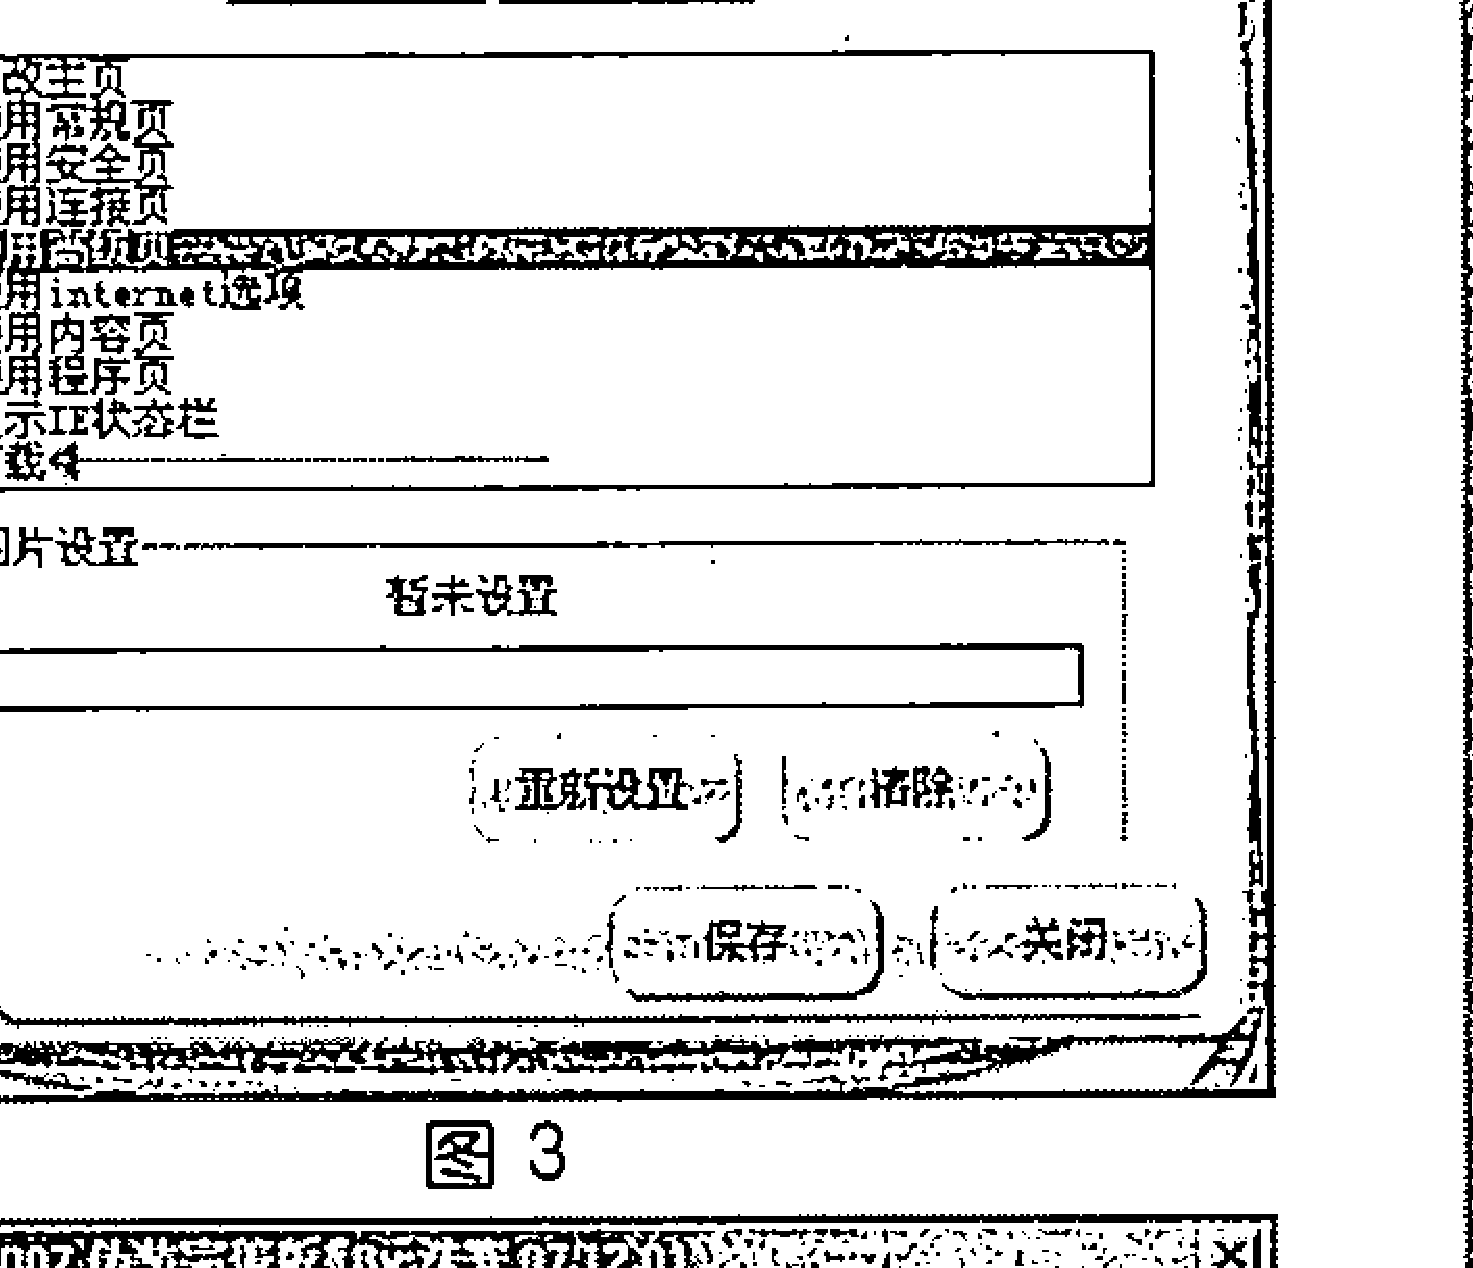 改主页
用常规页
用安全页
用连接页
用高级页
用internet选项
用内容页
用程序页
示IE状态栏
载
片设置
暂未设置
重新设置 清除
保存 关闭
图 3